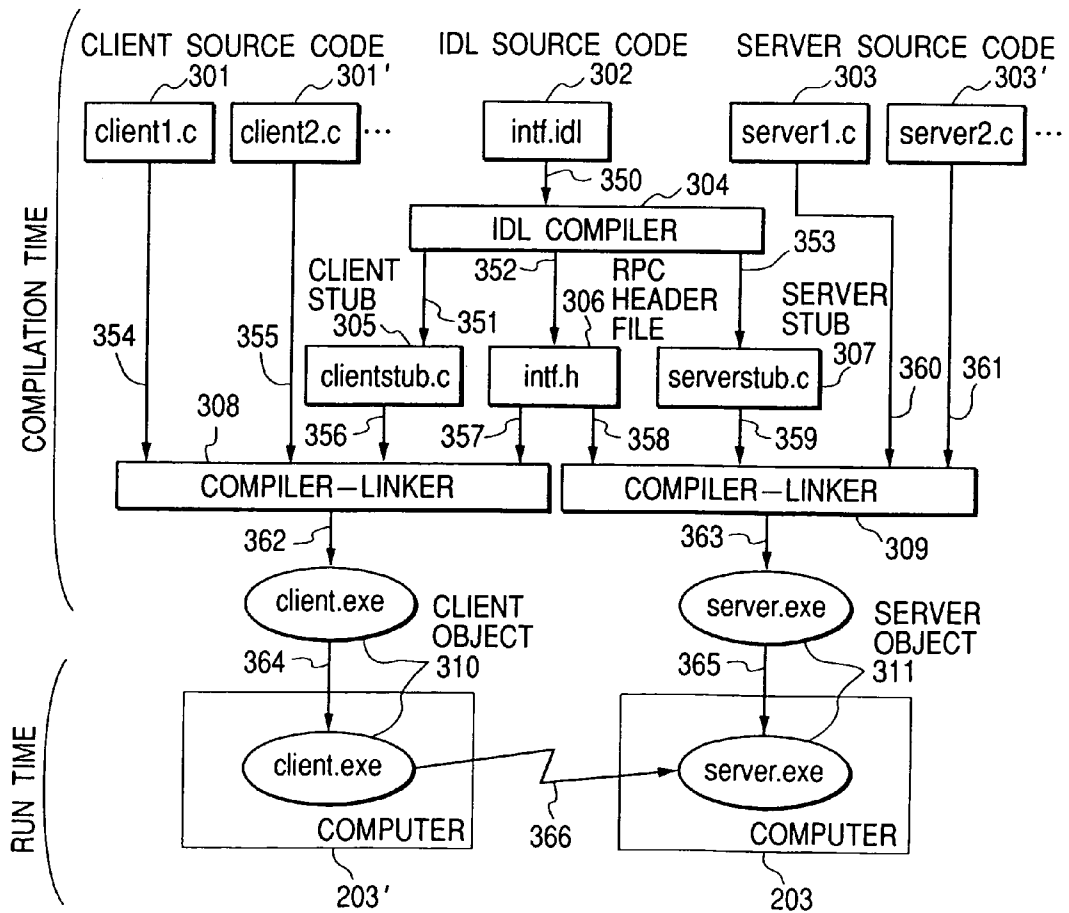 CLIENT SOURCE CODE
IDL SOURCE CODE
SERVER SOURCE CODE
301
301'
302
303
303'
client1.c
client2.c
...
intf.idl
server1.c
server2.c
...
350
304
IDL COMPILER
COMPILATION TIME
CLIENT
STUB
305
351
352
306
RPC
HEADER
FILE
353
SERVER
STUB
307
354
355
clientstub.c
intf.h
serverstub.c
360
361
308
356
357
358
359
COMPILER-LINKER
COMPILER-LINKER
362
363
309
client.exe
CLIENT
OBJECT
310
server.exe
SERVER
OBJECT
311
364
365
RUN TIME
client.exe
server.exe
366
COMPUTER
COMPUTER
203'
203